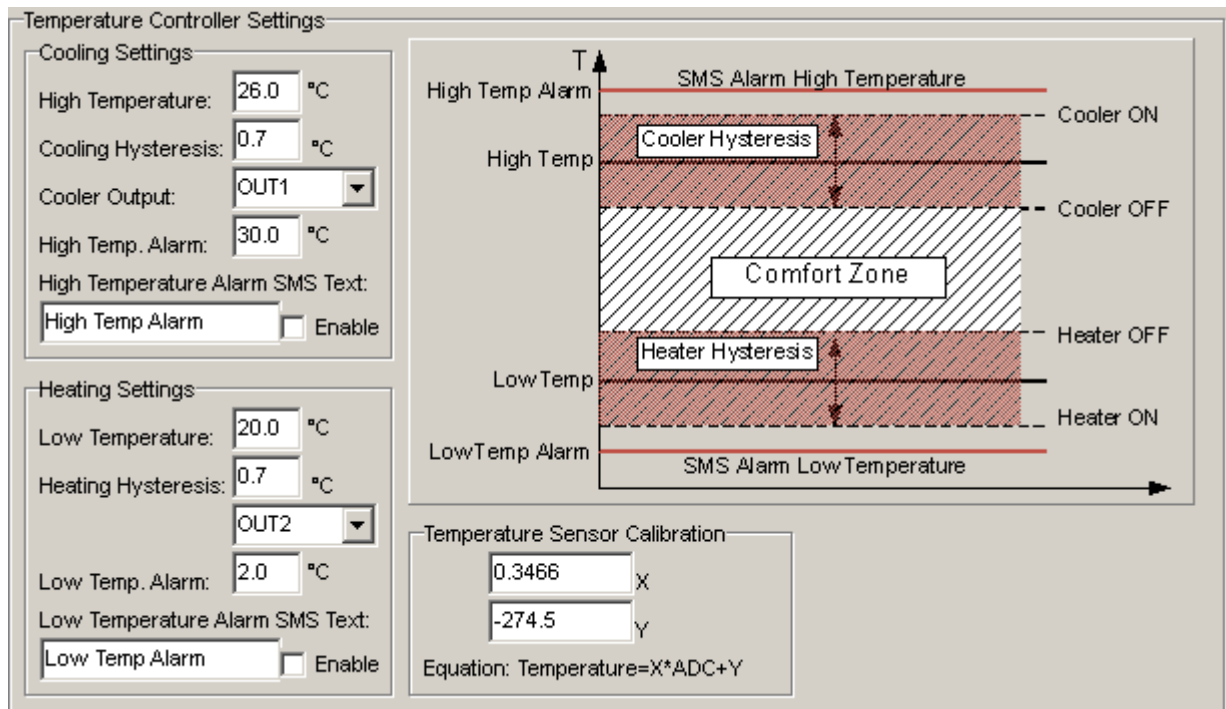 Temperature Controller Settings
Cooling Settings
High Temperature: 26.0 °C
Cooling Hysteresis: 0.7 °C
Cooler Output: OUT1
High Temp. Alarm: 30.0 °C
High Temperature Alarm SMS Text:
High Temp Alarm Enable
Heating Settings
Low Temperature: 20.0 °C
Heating Hysteresis: 0.7 °C
OUT2
Low Temp. Alarm: 2.0 °C
Low Temperature Alarm SMS Text:
Low Temp Alarm Enable
T
High Temp Alarm SMS Alarm High Temperature
Cooler ON
Cooler Hysteresis
High Temp
Cooler OFF
Comfort Zone
Heater OFF
Heater Hysteresis
Low Temp
Heater ON
Low Temp Alarm SMS Alarm Low Temperature
Temperature Sensor Calibration
0.3466 X
-274.5 Y
Equation: Temperature=X*ADC+Y